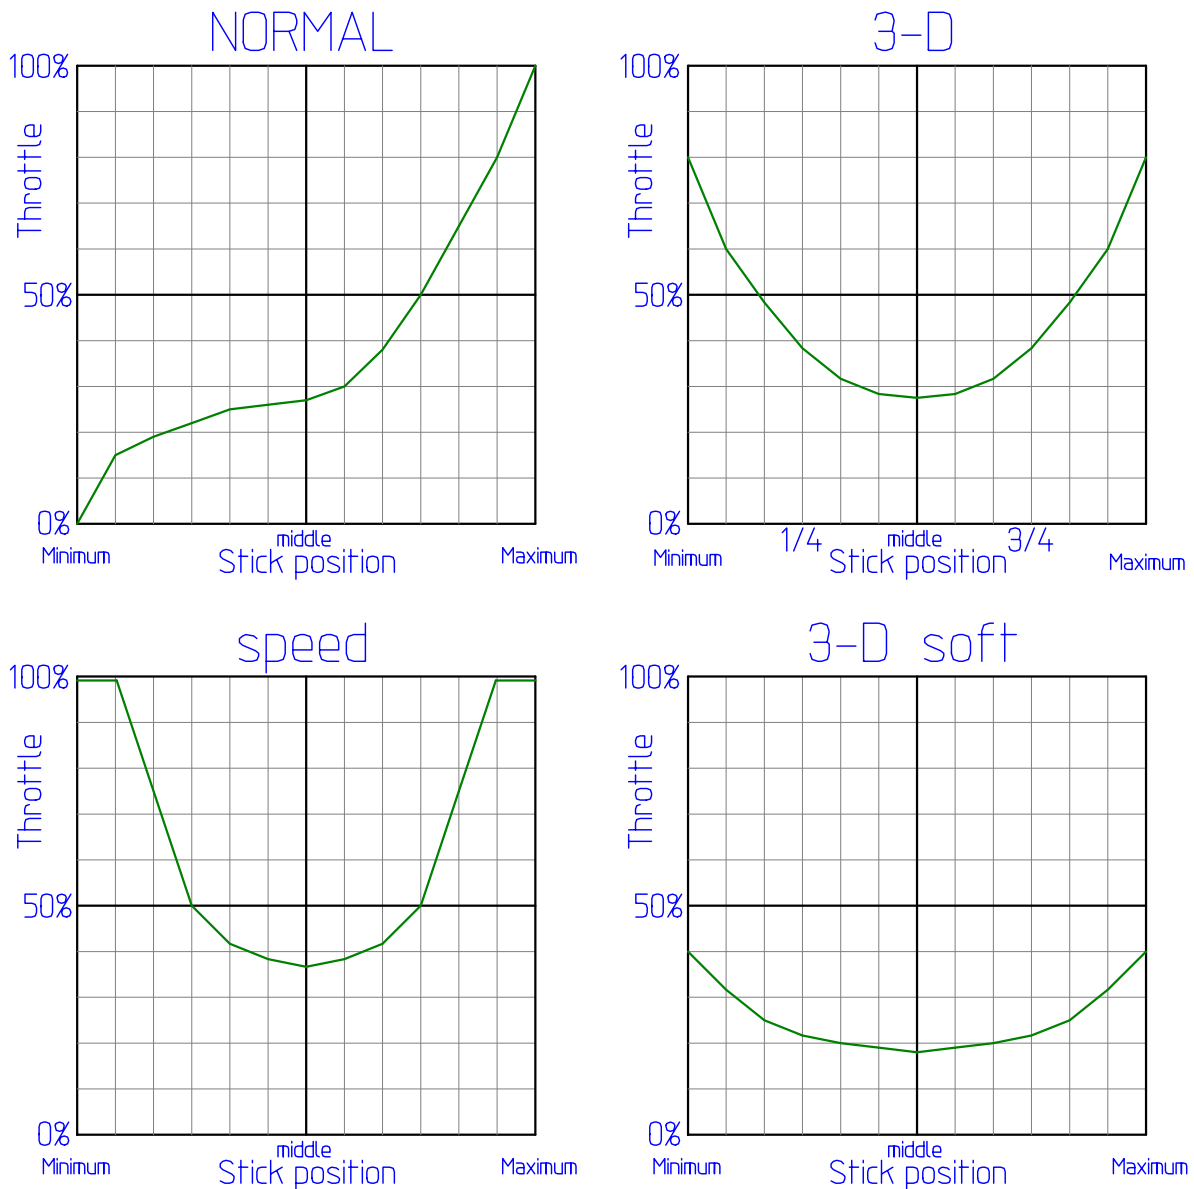 NORMAL
100%
Throttle
50%
0%
middle
Minimum
Stick position
Maximum
3-D
100%
Throttle
50%
0%
1/4
middle
3/4
Minimum
Stick position
Maximum
speed
100%
Throttle
50%
0%
middle
Minimum
Stick position
Maximum
3-D soft
100%
Throttle
50%
0%
middle
Minimum
Stick position
Maximum